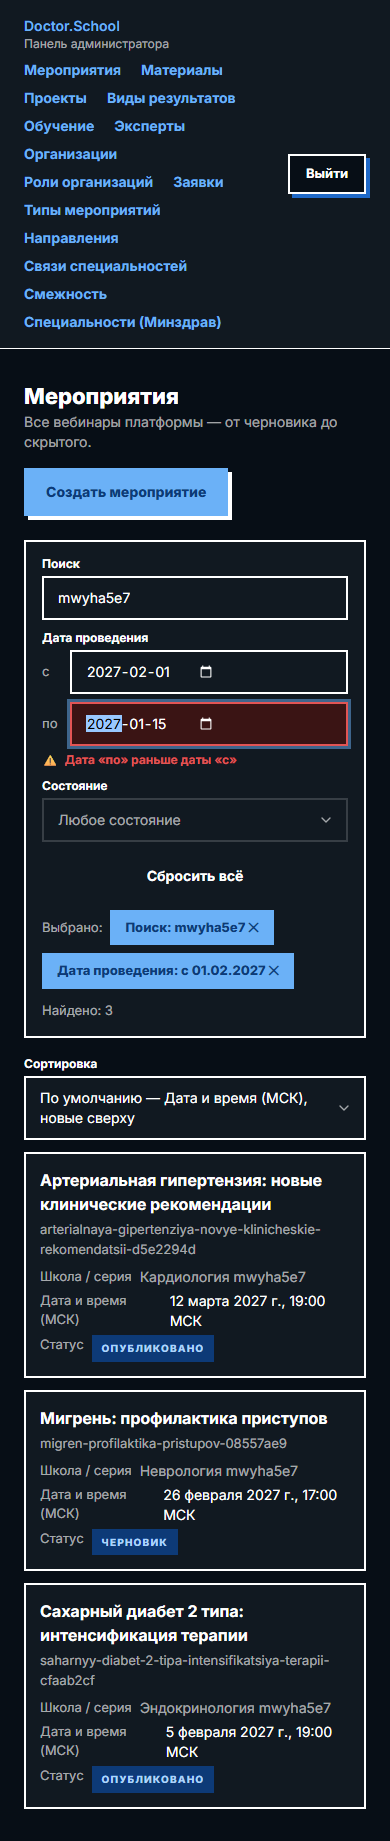 Doctor.School
Панель администратора
Мероприятия Материалы
Проекты Виды результатов
Обучение Эксперты
Организации
Роли организаций Заявки
Типы мероприятий
Направления
Связи специальностей
Смежность
Специальности (Минздрав)
Выйти
Мероприятия
Все вебинары платформы — от черновика до
скрытого.
Создать мероприятие
Поиск
mwyha5e7
Дата проведения
с 2027-02-01
по 2027-01-15
Дата «по» раньше даты «с»
Состояние
Любое состояние
Сбросить всё
Выбрано: Поиск: mwyha5e7
Дата проведения: с 01.02.2027
Найдено: 3
Сортировка
По умолчанию — Дата и время (МСК),
новые сверху
Артериальная гипертензия: новые
клинические рекомендации
arterialnaya-gipertenziya-novye-klinicheskie-
rekomendatsii-d5e2294d
Школа / серия Кардиология mwyha5e7
Дата и время
(МСК)
12 марта 2027 г., 19:00
МСК
Статус ОПУБЛИКОВАНО
Мигрень: профилактика приступов
migren-profilaktika-pristupov-08557ae9
Школа / серия Неврология mwyha5e7
Дата и время
(МСК)
26 февраля 2027 г., 17:00
МСК
Статус ЧЕРНОВИК
Сахарный диабет 2 типа:
интенсификация терапии
saharnyy-diabet-2-tipa-intensifikatsiya-terapii-
cfaab2cf
Школа / серия Эндокринология mwyha5e7
Дата и время
(МСК)
5 февраля 2027 г., 19:00
МСК
Статус ОПУБЛИКОВАНО